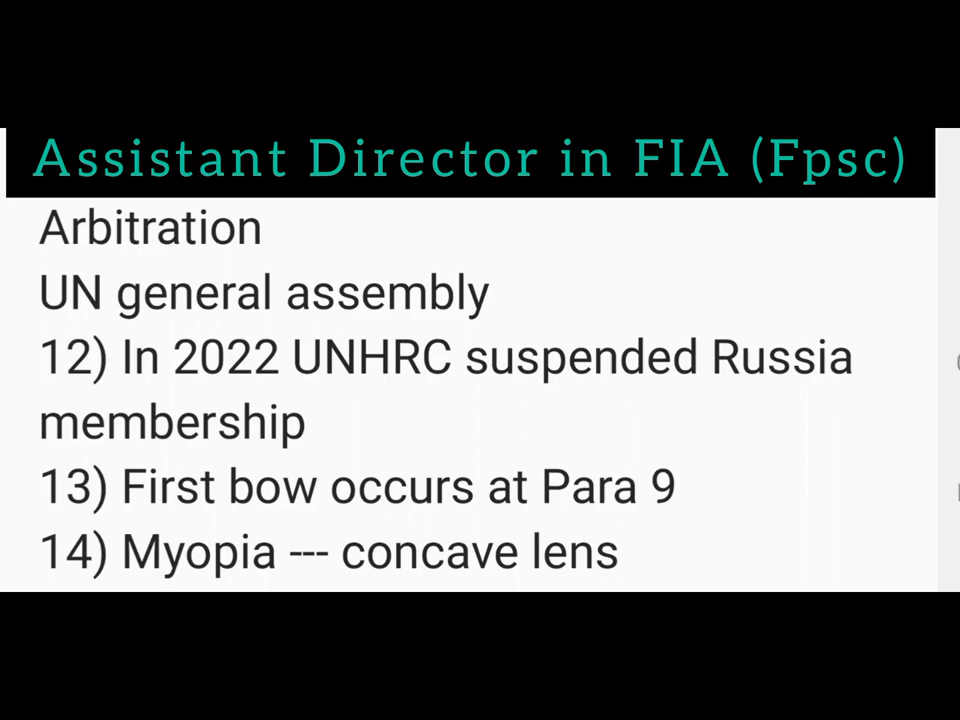 Assistant Director in FIA (Fpsc)
Arbitration
UN general assembly
12) In 2022 UNHRC suspended Russia
membership
13) First bow occurs at Para 9
14) Myopia --- concave lens